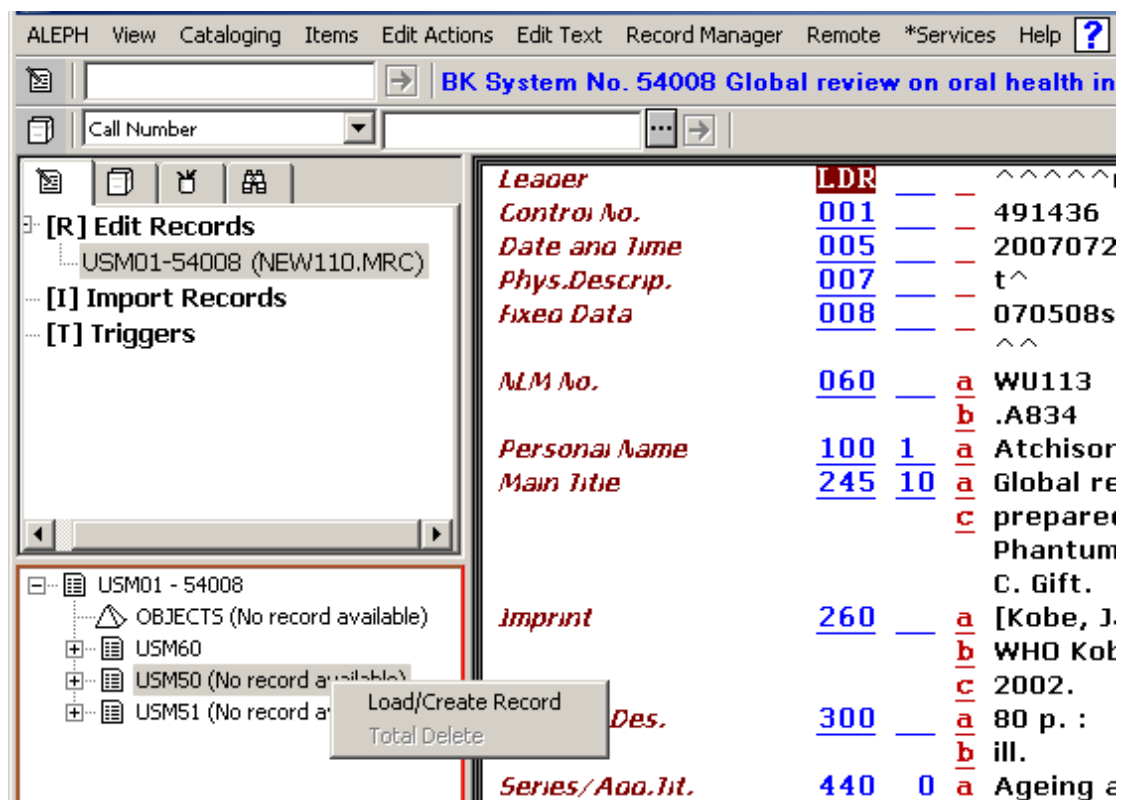 ALEPH View Cataloging Items Edit Actions Edit Text Record Manager Remote *Services Help ?
BK System No. 54008 Global review on oral health in
Call Number ...
[R] Edit Records
USM01-54008 (NEW110.MRC)
[I] Import Records
[T] Triggers
USM01 - 54008
OBJECTS (No record available)
USM60
USM50 (No record available)
USM51 (No record
Load/Create Record
Total Delete
Leader LDR ^^^^^
Control No. 001 491436
Date and Time 005 2007072
Phys.Descrip. 007 t^
Fixed Data 008 070508s
^^
NLM No. 060 a WU113
b .A834
Personal Name 100 1 a Atchison
Main Title 245 10 a Global re
c prepared
Phantum
C. Gift.
Imprint 260 a [Kobe, J
b WHO Kob
c 2002.
Des. 300 a 80 p. :
b ill.
Series/Add.Tit. 440 0 a Ageing a